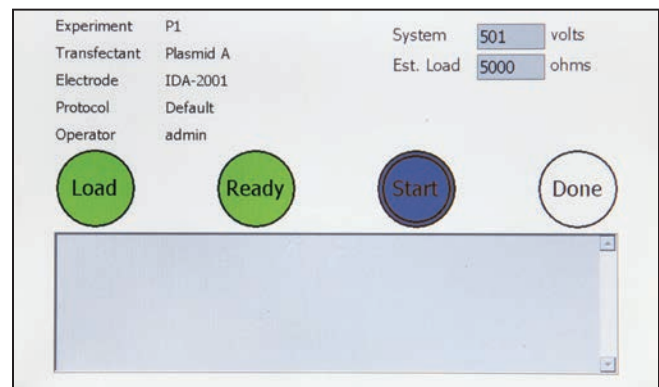 Experiment P1
Transfectant Plasmid A
Electrode IDA-2001
Protocol Default
Operator admin
System 501 volts
Est. Load 5000 ohms
Load Ready Start Done